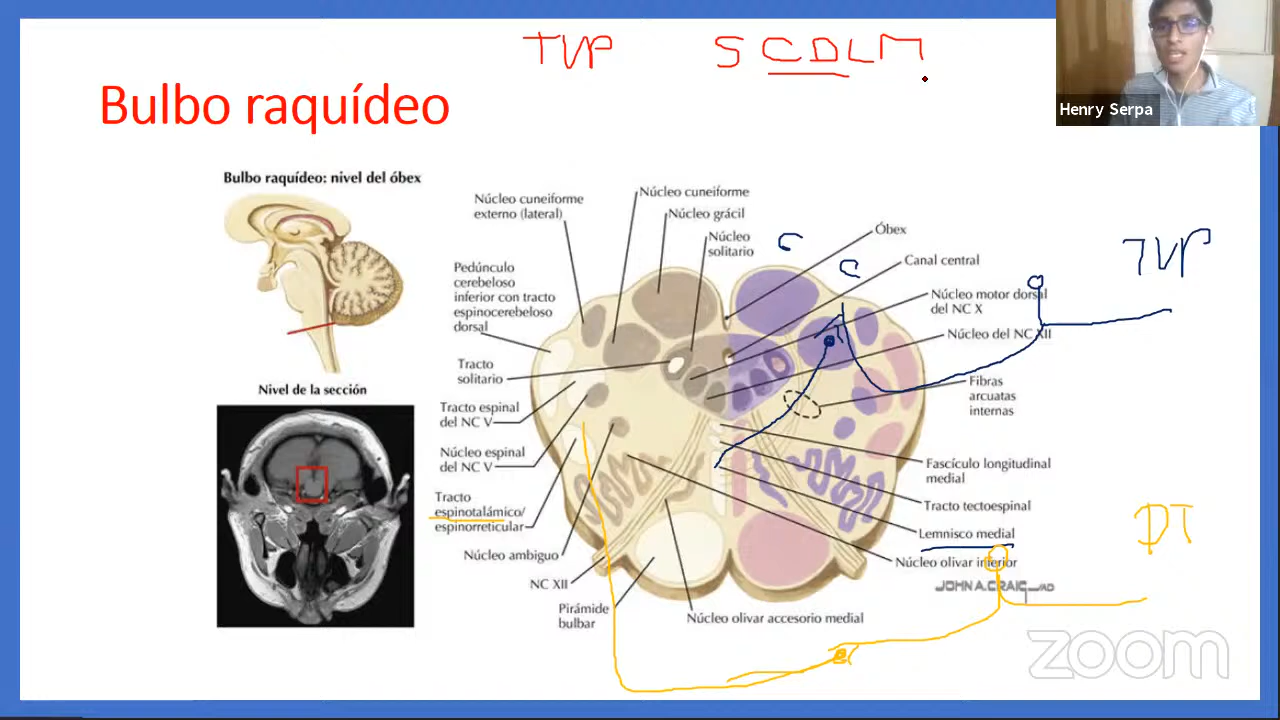 TVP SCDLM
Henry Serpa
Bulbo raquídeo
Bulbo raquídeo: nivel del óbex
Nivel de la sección
Núcleo cuneiforme
externo (lateral)
Núcleo cuneiforme
Núcleo grácil
Núcleo
solitario
Pedúnculo
cerebeloso
inferior con tracto
espinocerebeloso
dorsal
Tracto
solitario
Tracto espinal
del NC V
Núcleo espinal
del NC V
Tracto
espinotalámico/
espinorreticular
Núcleo ambiguo
NC XII
Pirámide
bulbar
Núcleo olivar accesorio medial
C
C
Óbex
Canal central
Núcleo motor dorsal
del NC X
Núcleo del NC XII
Fibras
arcuatas
internas
Fascículo longitudinal
medial
Tracto tectoespinal
Lemnisco medial
Núcleo olivar inferior
JOHN A. CRAIG—AD
TVP
DT
zoom